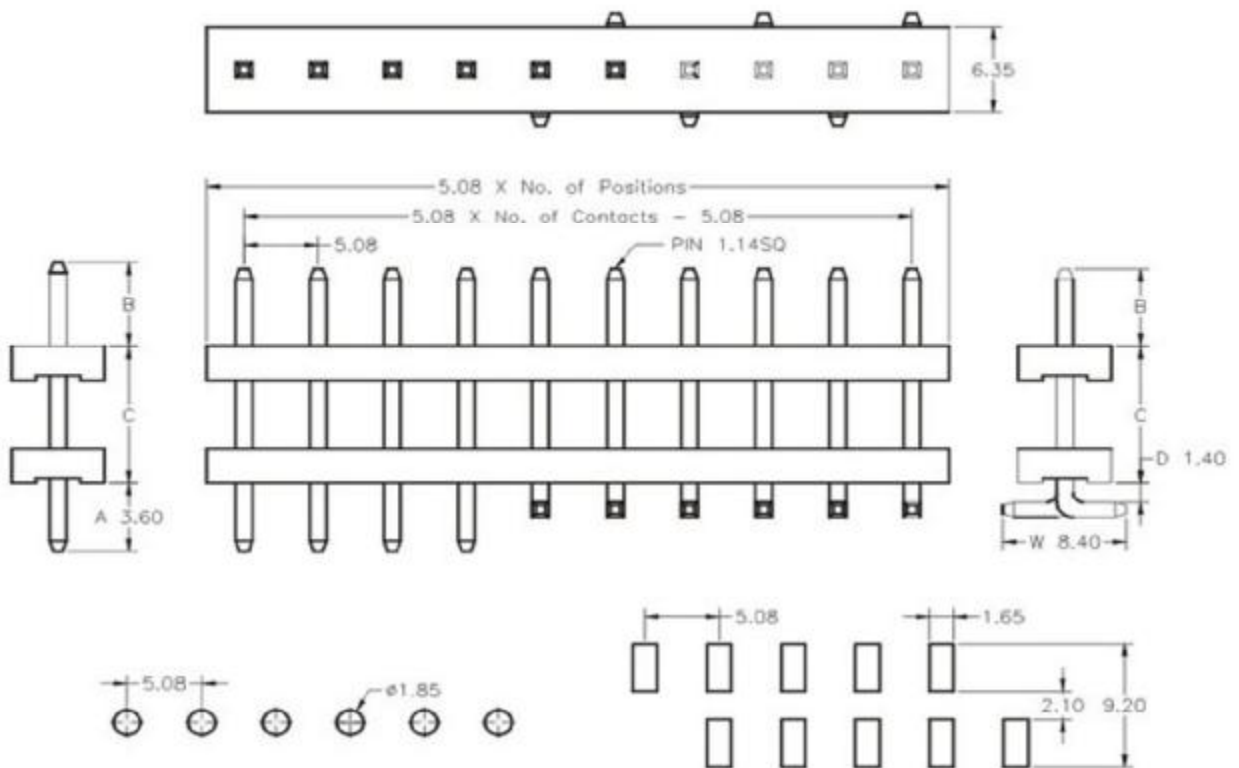 6.35
5.08 X No. of Positions
5.08 X No. of Contacts - 5.08
5.08
PIN 1.14SQ
B
B
C
C
D 1.40
A 3.60
W 8.40
5.08
1.65
5.08
ø1.85
2.10
9.20